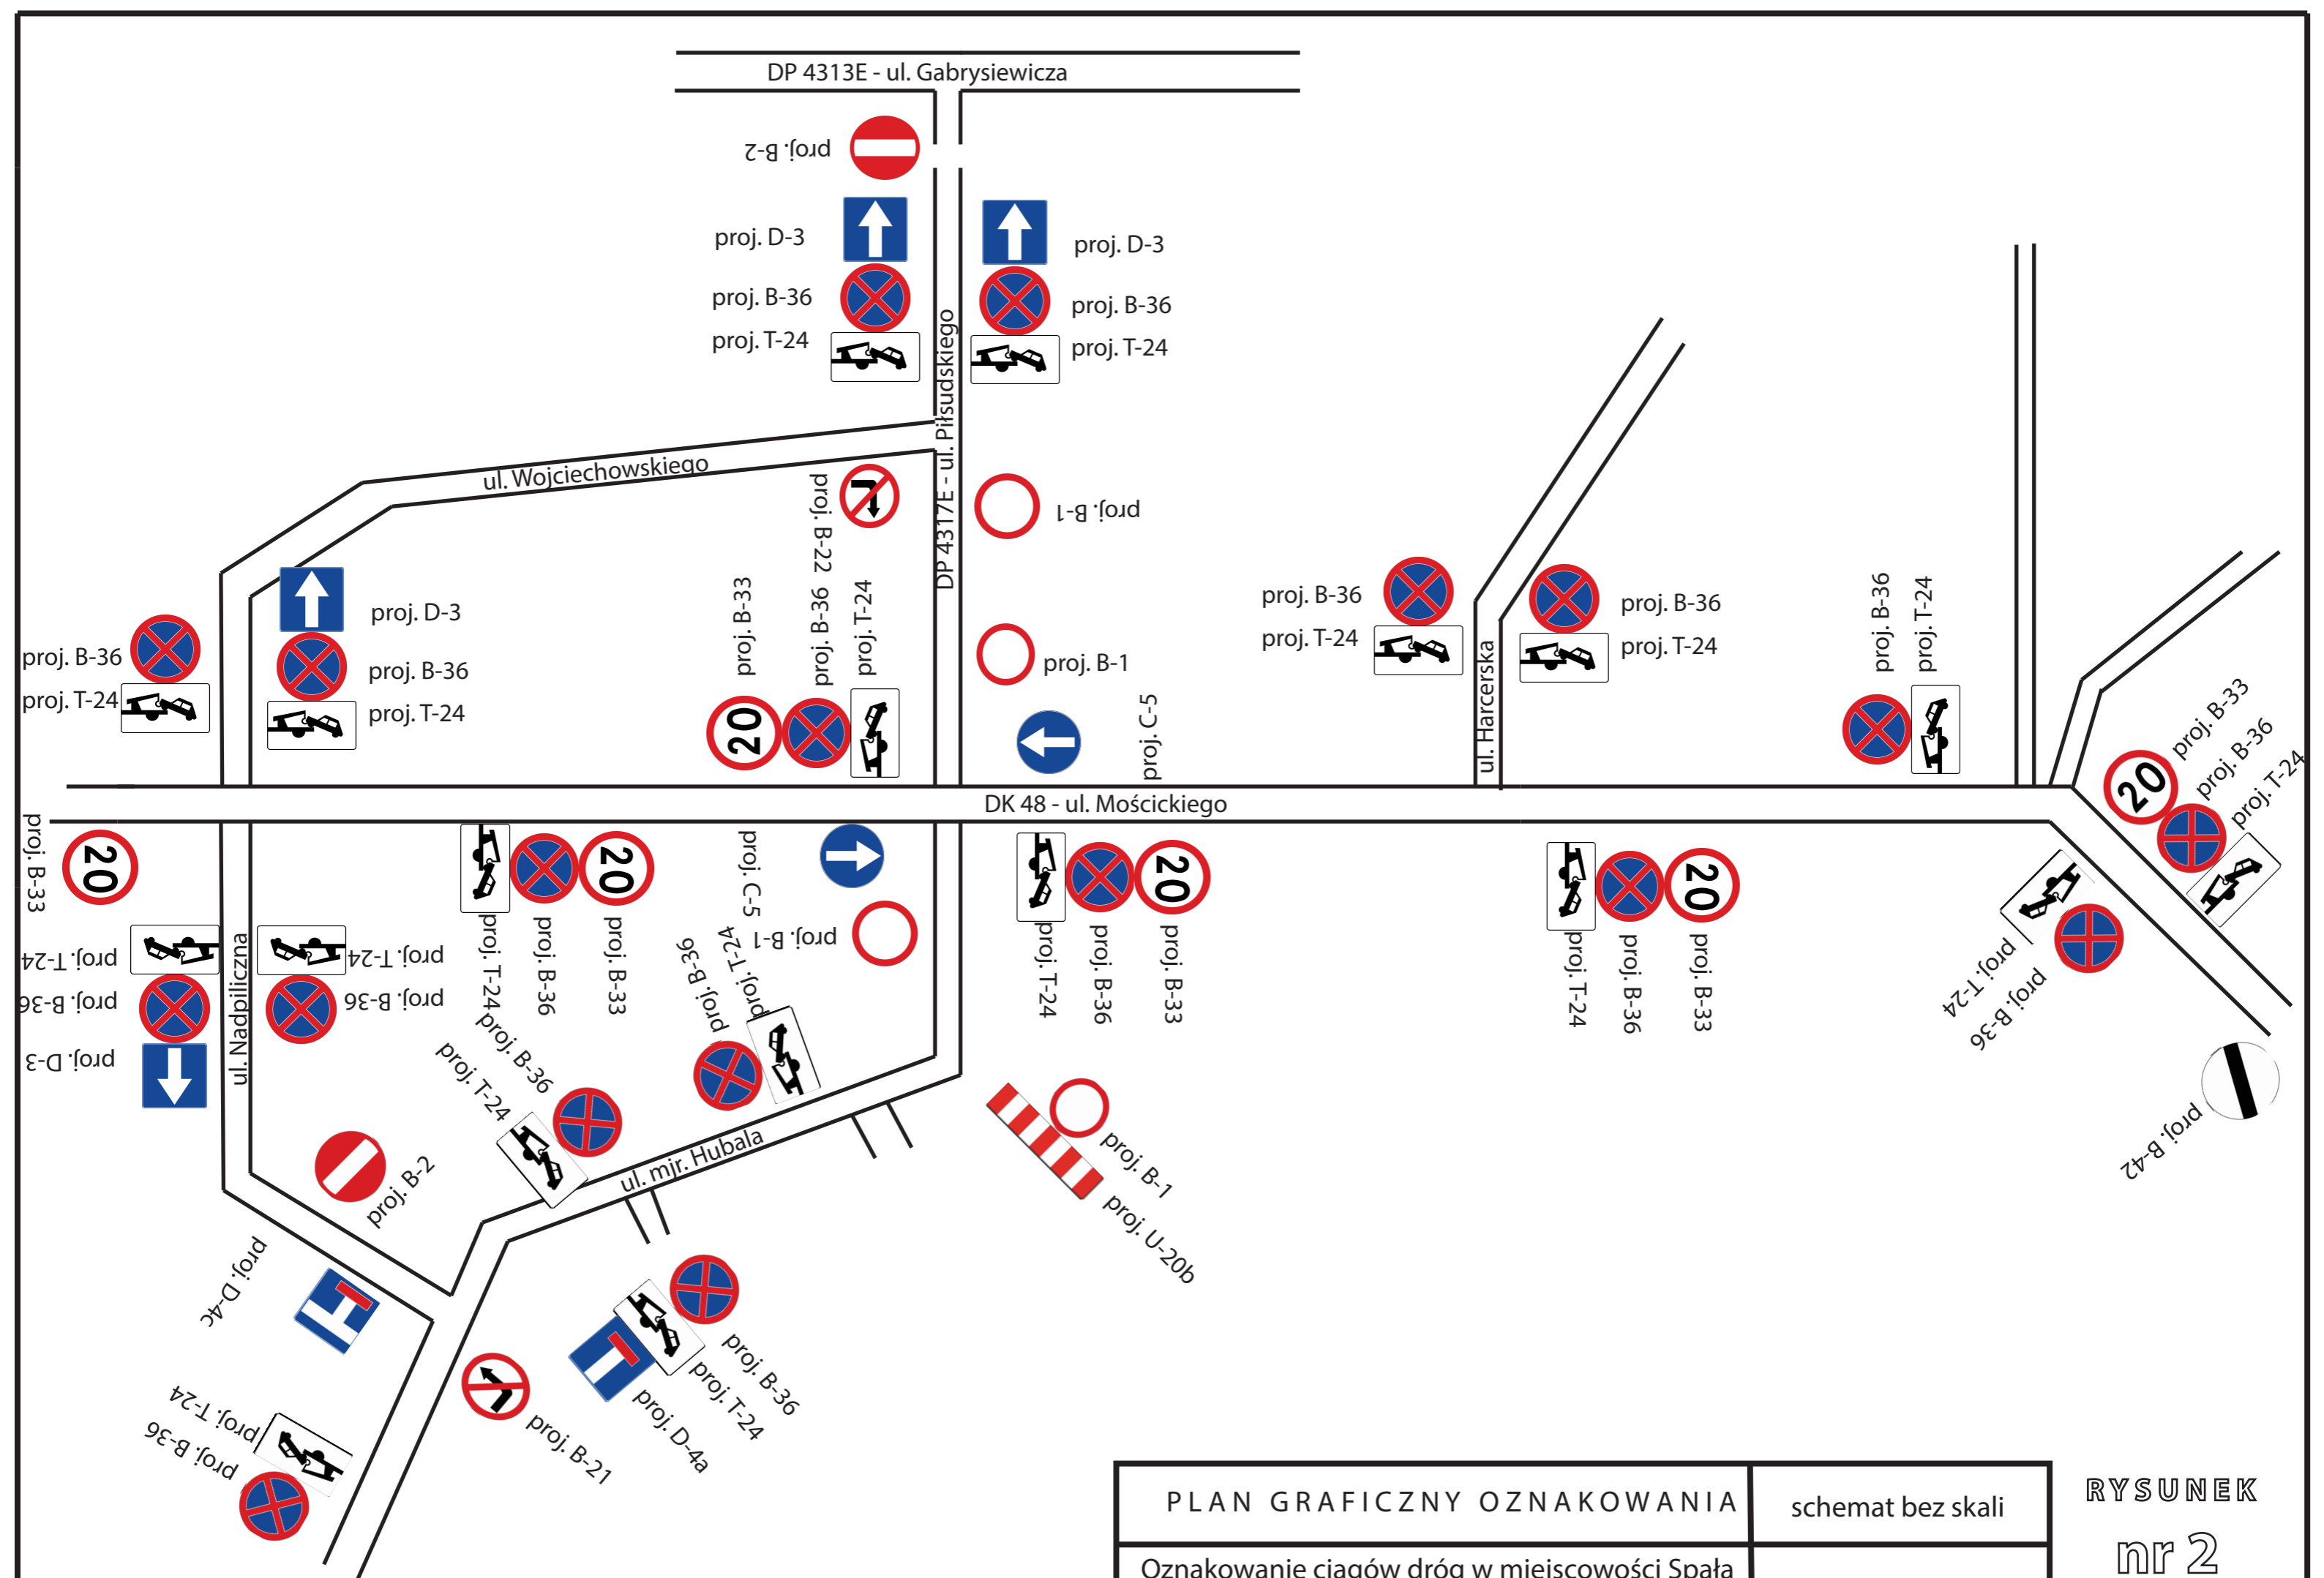 DP 4313E - ul. Gabrysiewicza
proj. B-2
proj. D-3
proj. D-3
proj. B-36
proj. B-36
proj. T-24
proj. T-24
DP 4317E - ul. Piłsudskiego
ul. Wojciechowskiego
proj. B-22
proj. B-1
proj. B-33
proj. B-36
proj. T-24
proj. B-1
proj. C-5
proj. D-3
proj. B-36
proj. B-36
proj. T-24
proj. T-24
20
proj. B-36
proj. T-24
ul. Harcerska
proj. B-36
proj. T-24
proj. B-36
proj. T-24
20
proj. B-33
proj. B-36
proj. T-24
DK 48 - ul. Mościckiego
proj. B-33
20
proj. T-24
proj. B-36
proj. D-3
ul. Nadpiliczna
proj. T-24
proj. B-36
20
proj. T-24
proj. B-36
proj. B-33
proj. C-5
proj. B-1
proj. B-36
proj. T-24
proj. B-36
proj. T-24
20
proj. T-24
proj. B-36
proj. B-33
20
proj. T-24
proj. B-36
proj. B-33
proj. T-24
proj. B-36
proj. B-42
proj. B-2
ul. mjr. Hubala
proj. B-1
proj. U-20b
proj. D-4c
proj. B-36
proj. T-24
proj. D-4a
proj. B-21
proj. T-24
proj. B-36
PLAN GRAFICZNY OZNAKOWANIA
schemat bez skali
RYSUNEK
nr 2
Oznakowanie ciągów dróg w miejscowości Spała